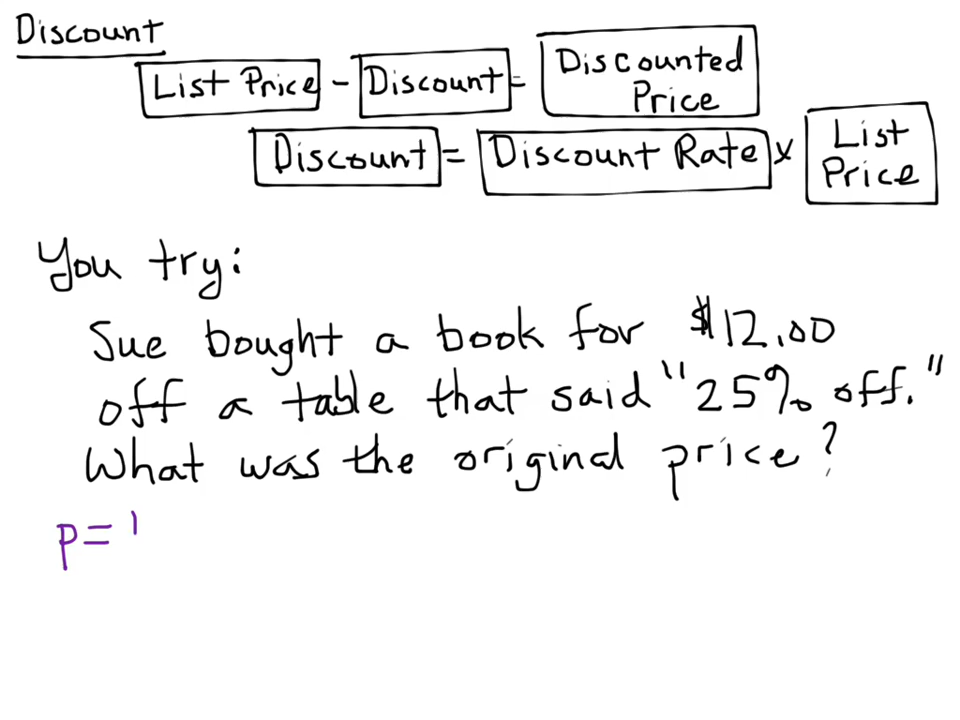 Discount
List Price - Discount = Discounted Price
Discount = Discount Rate x List Price
You try:
Sue bought a book for $12.00
off a table that said "25% off."
What was the original price?
p = '